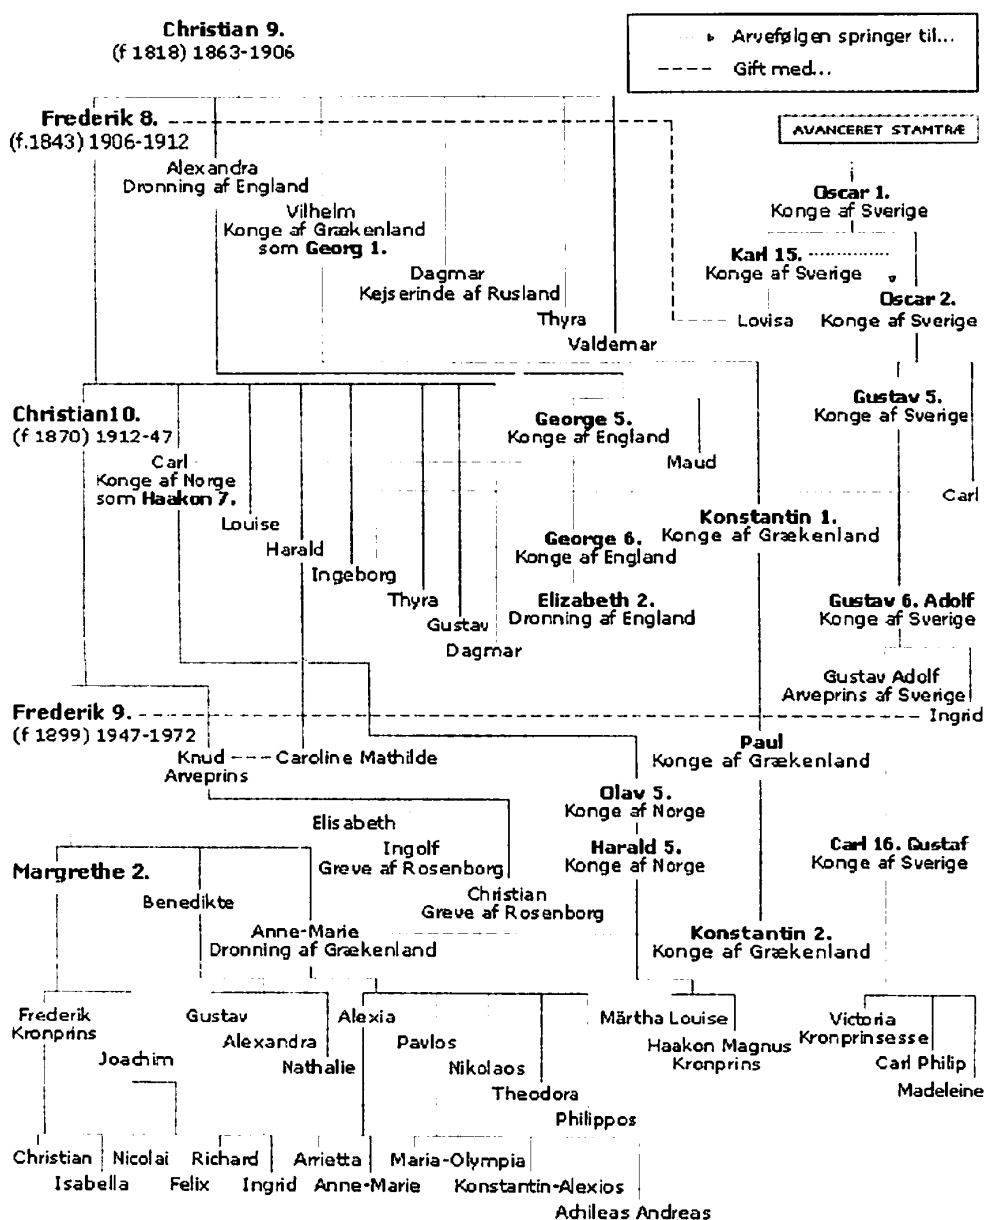 Christian 9.
(f 1818) 1863-1906
Arvefølgen springer til...
Gift med...
AVANCERET STAMTRÆ
Frederik 8.
(f.1843) 1906-1912
Alexandra
Dronning af England
Vilhelm
Konge af Grækenland
som Georg 1.
Dagmar
Kejserinde af Rusland
Thyra
Valdemar
Oscar 1.
Konge af Sverige
Karl 15.
Konge af Sverige
Oscar 2.
Konge af Sverige
Lovisa
Christian10.
(f 1870) 1912-47
Carl
Konge af Norge
som Haakon 7.
Louise
Harald
Ingeborg
Thyra
Gustav
Dagmar
George 5.
Konge af England
Maud
George 6.
Konge af England
Elizabeth 2.
Dronning af England
Konstantin 1.
Konge af Grækenland
Gustav 5.
Konge af Sverige
Carl
Gustav 6. Adolf
Konge af Sverige
Gustav Adolf
Arveprins af Sverige
Ingrid
Frederik 9.
(f 1899) 1947-1972
Knud
Arveprins
Caroline Mathilde
Paul
Konge af Grækenland
Olav 5.
Konge af Norge
Elisabeth
Ingolf
Greve af Rosenborg
Christian
Greve af Rosenborg
Harald 5.
Konge af Norge
Carl 16. Gustaf
Konge af Sverige
Margrethe 2.
Benedikte
Anne-Marie
Dronning af Grækenland
Konstantin 2.
Konge af Grækenland
Frederik
Kronprins
Joachim
Gustav
Alexandra
Nathalie
Alexia
Pavlos
Nikolaos
Theodora
Philippos
Märtha Louise
Haakon Magnus
Kronprins
Victoria
Kronprinsesse
Carl Philip
Madeleine
Christian
Isabella
Nicolai
Felix
Richard
Ingrid
Arrietta
Anne-Marie
Maria-Olympia
Konstantin-Alexios
Achileas Andreas